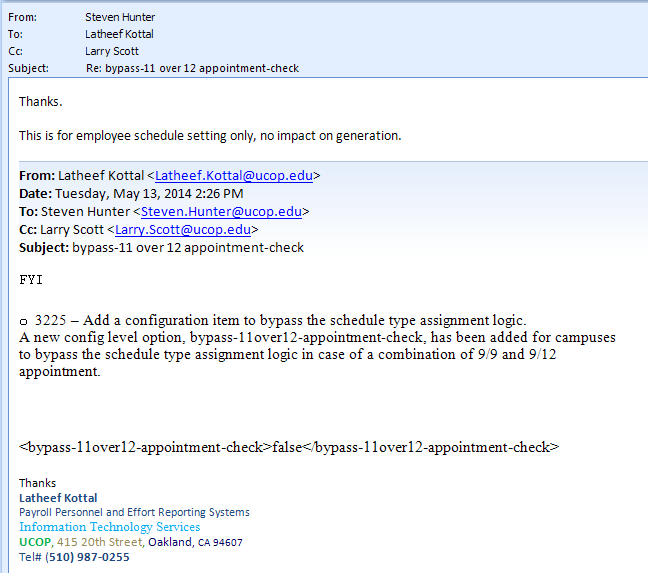 From: Steven Hunter
To: Latheef Kottal
Cc: Larry Scott
Subject: Re: bypass-11 over 12 appointment-check
Thanks.
This is for employee schedule setting only, no impact on generation.
From: Latheef Kottal <Latheef.Kottal@ucop.edu>
Date: Tuesday, May 13, 2014 2:26 PM
To: Steven Hunter <Steven.Hunter@ucop.edu>
Cc: Larry Scott <Larry.Scott@ucop.edu>
Subject: bypass-11 over 12 appointment-check
FYI
o 3225 – Add a configuration item to bypass the schedule type assignment logic.
A new config level option, bypass-11over12-appointment-check, has been added for campuses
to bypass the schedule type assignment logic in case of a combination of 9/9 and 9/12
appointment.
<bypass-11over12-appointment-check>false</bypass-11over12-appointment-check>
Thanks
Latheef Kottal
Payroll Personnel and Effort Reporting Systems
Information Technology Services
UCOP, 415 20th Street, Oakland, CA 94607
Tel# (510) 987-0255